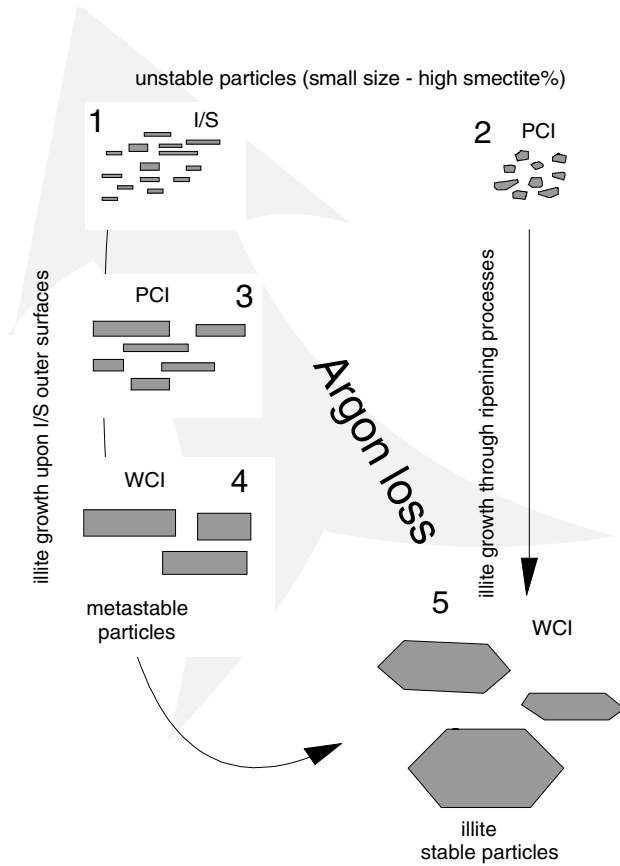 unstable particles (small size - high smectite%)
1
I/S
2
PCI
PCI
3
illite growth upon I/S outer surfaces
WCI
4
metastable
particles
Argon loss
illite growth through ripening processes
5
WCI
illite
stable particles